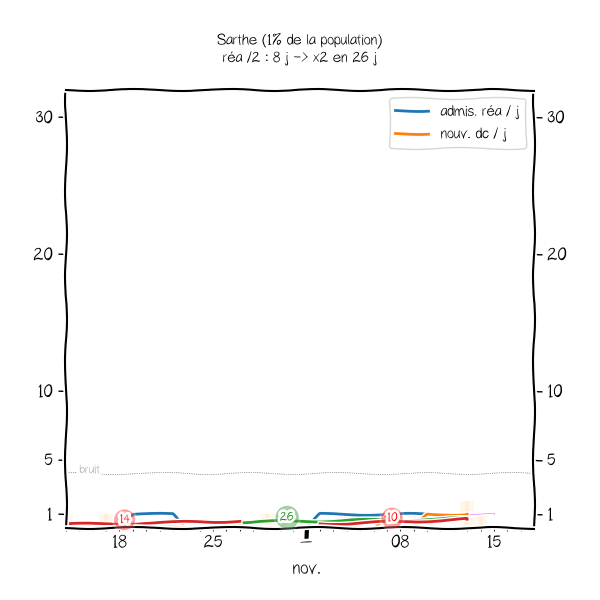 Sarthe (1% de la population)
réa /2 : 8 j -> x2 en 26 j
admis. réa / j
nouv. dc / j
30 30
20 20
10 10
5 bruit 5
1 14 26 10 1
18 25 1 08 15
nov.